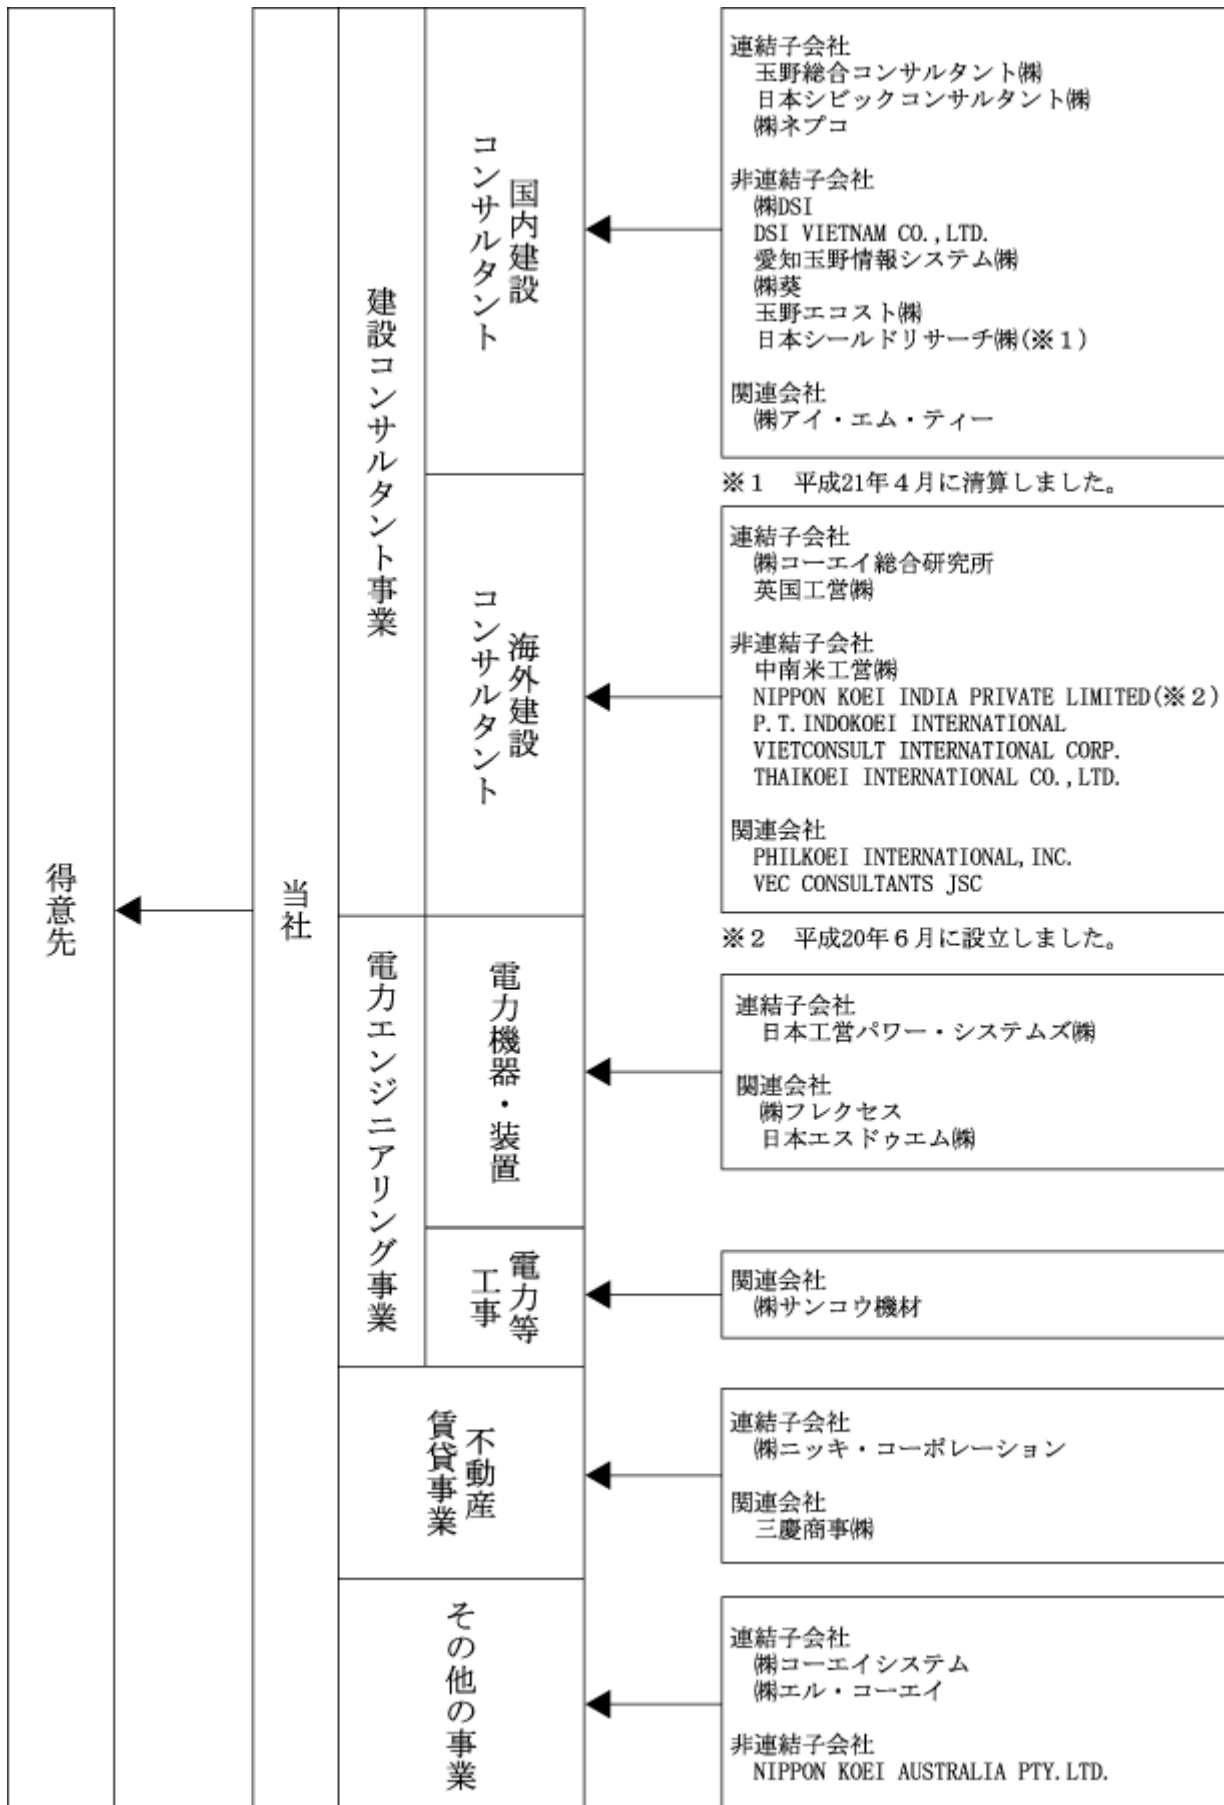 得意先
当社
建設コンサルタント事業
国内建設
コンサルタント
連結子会社
玉野総合コンサルタント㈱
日本シビックコンサルタント㈱
㈱ネプコ
非連結子会社
㈱DSI
DSI VIETNAM CO.,LTD.
愛知玉野情報システム㈱
㈱葵
玉野エコスト㈱
日本シールドリサーチ㈱(※１)
関連会社
㈱アイ・エム・ティー
※１　平成21年４月に清算しました。
海外建設
コンサルタント
連結子会社
㈱コーエイ総合研究所
英国工営㈱
非連結子会社
中南米工営㈱
NIPPON KOEI INDIA PRIVATE LIMITED(※２)
P.T.INDOKOEI INTERNATIONAL
VIETCONSULT INTERNATIONAL CORP.
THAIKOEI INTERNATIONAL CO.,LTD.
関連会社
PHILKOEI INTERNATIONAL,INC.
VEC CONSULTANTS JSC
※２　平成20年６月に設立しました。
電力エンジニアリング事業
電力機器・装置
連結子会社
日本工営パワー・システムズ㈱
関連会社
㈱フレクセス
日本エスドゥエム㈱
電力等
工事
関連会社
㈱サンコウ機材
不動産
賃貸事業
連結子会社
㈱ニッキ・コーポレーション
関連会社
三慶商事㈱
その他の事業
連結子会社
㈱コーエイシステム
㈱エル・コーエイ
非連結子会社
NIPPON KOEI AUSTRALIA PTY.LTD.